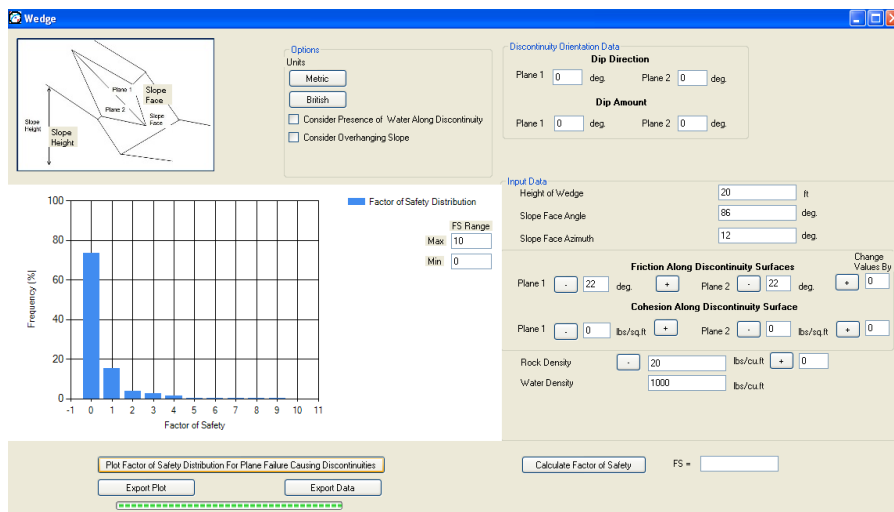 Wedge
Plane 1
Plane 2
Slope Face
Slope Face
Slope Height
Slope Height
Options
Units
Metric
British
Consider Presence of Water Along Discontinuity
Consider Overhanging Slope
Discontinuity Orientation Data
Dip Direction
Plane 1 0 deg. Plane 2 0 deg.
Dip Amount
Plane 1 0 deg. Plane 2 0 deg.
Factor of Safety Distribution
FS Range
Max 10
Min 0
Frequency (%)
100
80
60
40
20
0
-1 0 1 2 3 4 5 6 7 8 9 10 11
Factor of Safety
Input Data
Height of Wedge 20 ft
Slope Face Angle 86 deg.
Slope Face Azimuth 12 deg.
Change Values By
Friction Along Discontinuity Surfaces
Plane 1 - 22 deg. + Plane 2 - 22 deg. + 0
Cohesion Along Discontinuity Surface
Plane 1 - 0 lbs/sq.ft + Plane 2 - 0 lbs/sq.ft + 0
Rock Density - 20 lbs/cu.ft + 0
Water Density 1000 lbs/cu.ft
Plot Factor of Safety Distribution For Plane Failure Causing Discontinuities
Export Plot Export Data
Calculate Factor of Safety FS =